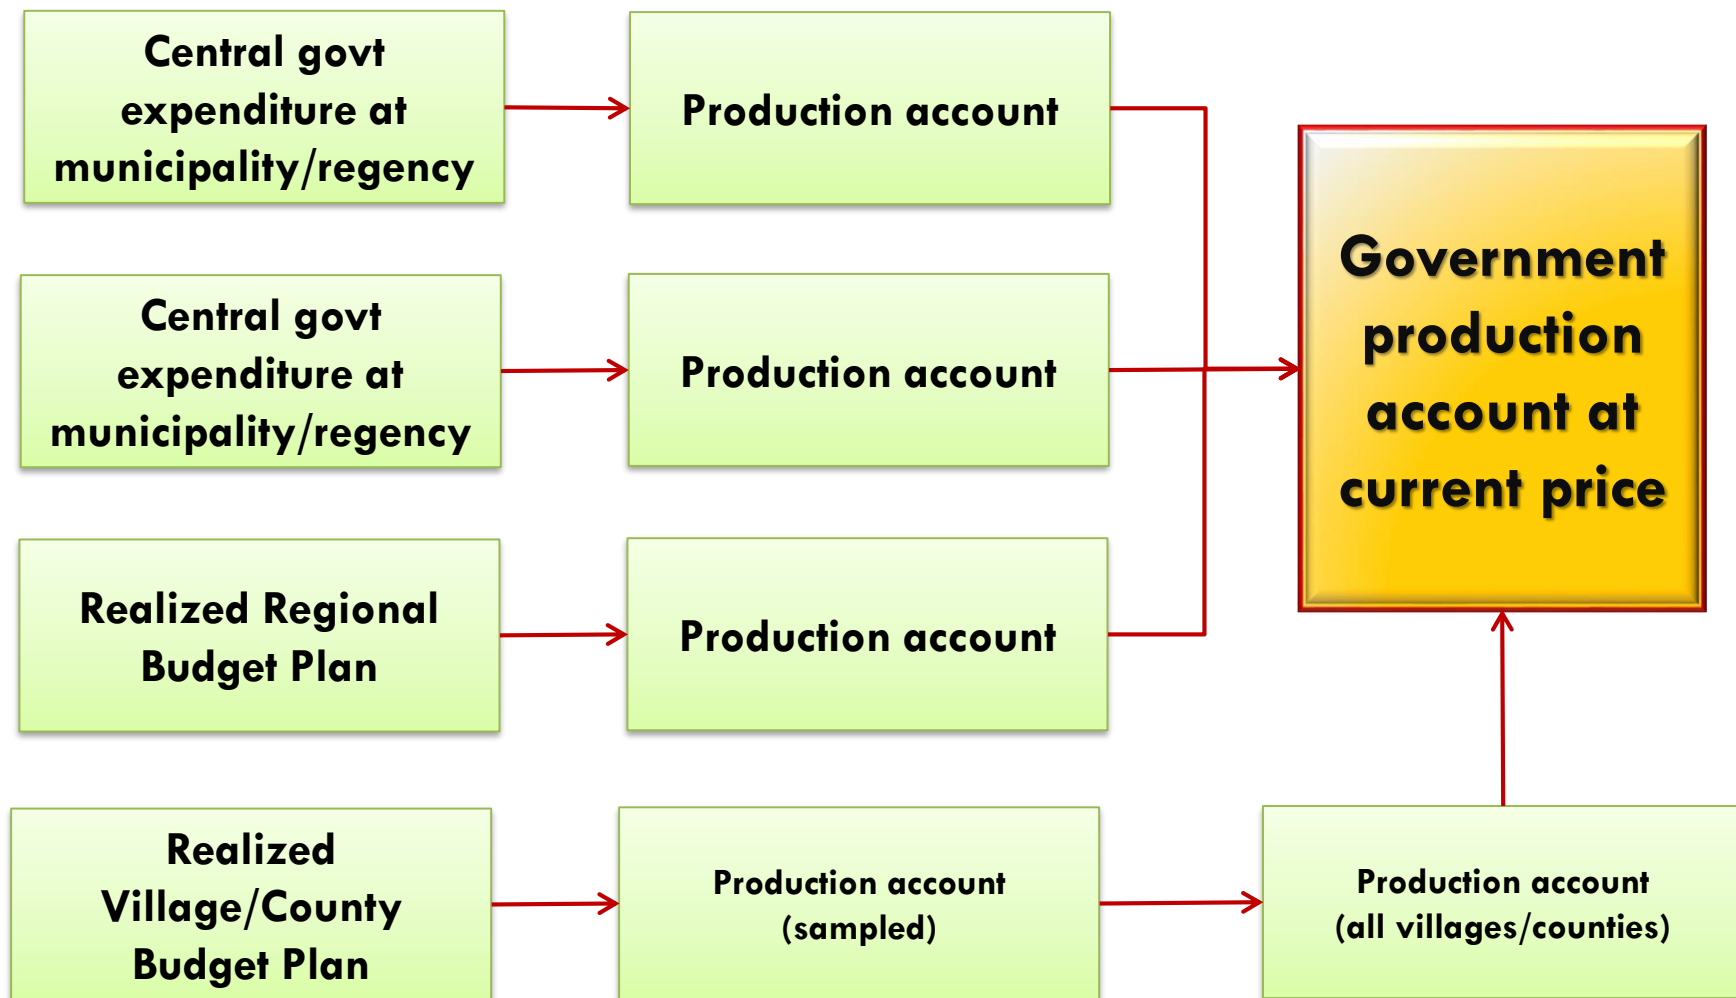 Central govt
expenditure at
municipality/regency
Production account
Central govt
expenditure at
municipality/regency
Production account
Government
production
account at
current price
Realized Regional
Budget Plan
Production account
Realized
Village/County
Budget Plan
Production account
(sampled)
Production account
(all villages/counties)